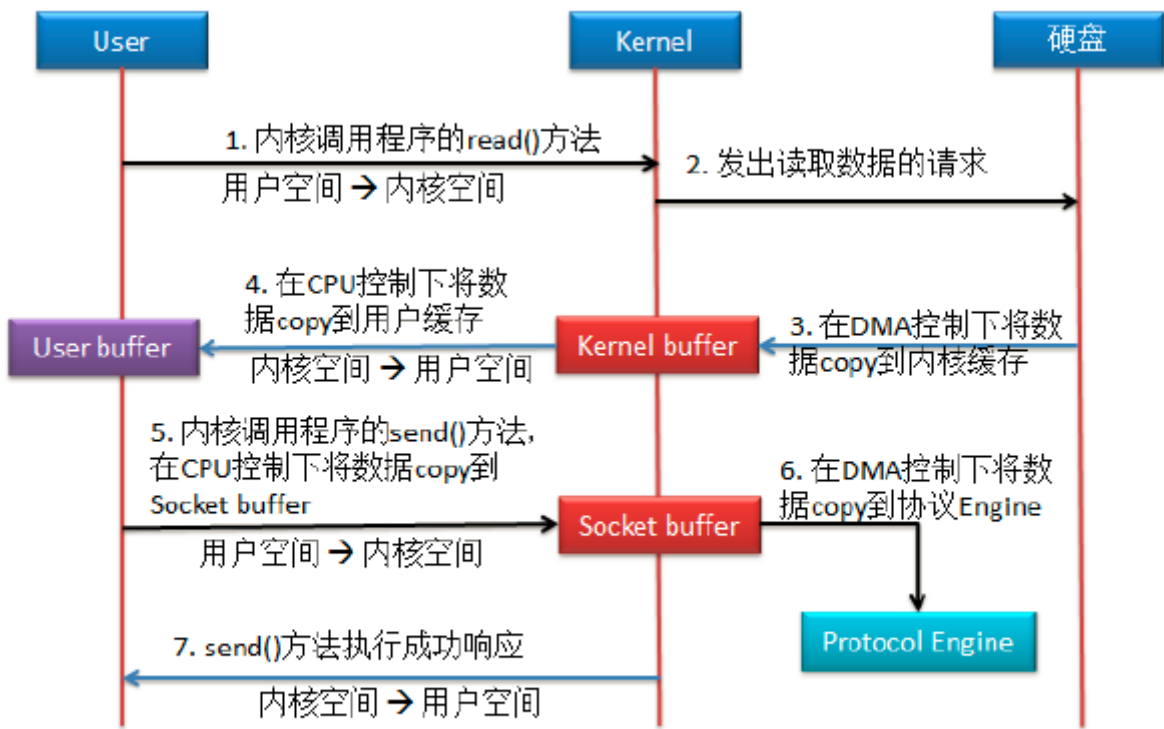 User
Kernel
硬盘
1. 内核调用程序的read()方法
用户空间 → 内核空间
2. 发出读取数据的请求
4. 在CPU控制下将数
据copy到用户缓存
User buffer
内核空间 → 用户空间
Kernel buffer
3. 在DMA控制下将数
据copy到内核缓存
5. 内核调用程序的send()方法,
在CPU控制下将数据copy到
Socket buffer
用户空间 → 内核空间
Socket buffer
6. 在DMA控制下将数
据copy到协议Engine
Protocol Engine
7. send()方法执行成功响应
内核空间 → 用户空间